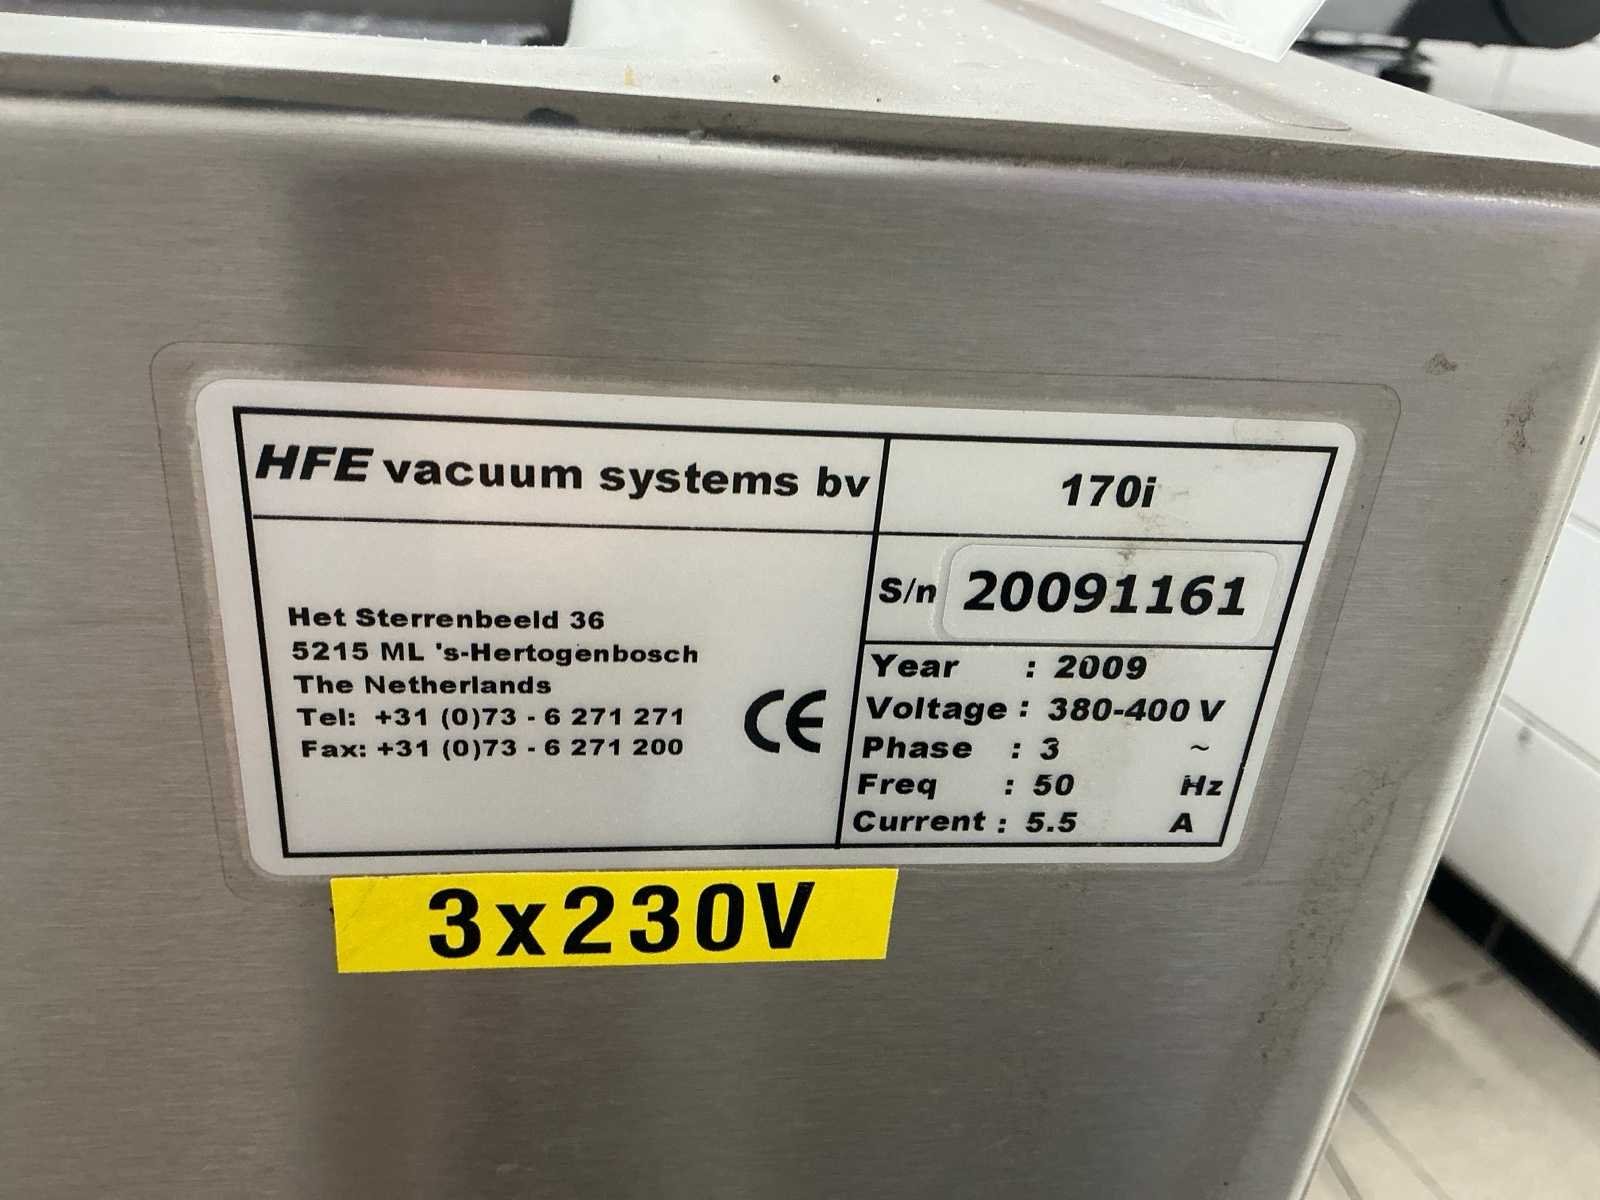 HFE vacuum systems bv
170i
S/n 20091161
Het Sterrenbeeld 36
5215 ML 's-Hertogenbosch
The Netherlands
Tel: +31 (0)73 - 6 271 271
Fax: +31 (0)73 - 6 271 200
CE
Year : 2009
Voltage : 380-400 V
Phase : 3 ~
Freq : 50 Hz
Current : 5.5 A
3x230V